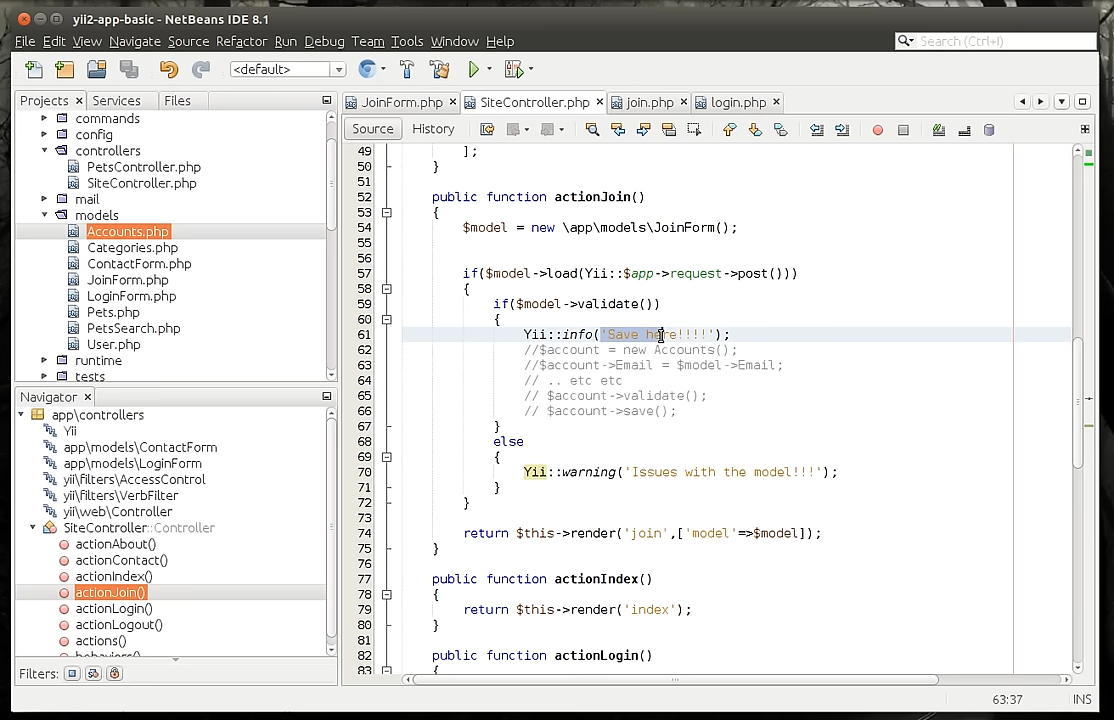 yii2-app-basic - NetBeans IDE 8.1
File Edit View Navigate Source Refactor Run Debug Team Tools Window Help
Search (Ctrl+I)
<default>
Projects Services Files
commands
config
controllers
PetsController.php
SiteController.php
mail
models
Accounts.php
Categories.php
ContactForm.php
JoinForm.php
LoginForm.php
Pets.php
PetsSearch.php
User.php
runtime
tests
Navigator
app\controllers
Yii
app\models\ContactForm
app\models\LoginForm
yii\filters\AccessControl
yii\filters\VerbFilter
yii\web\Controller
SiteController::Controller
actionAbout()
actionContact()
actionIndex()
actionJoin()
actionLogin()
actionLogout()
actions()
behaviors()
Filters:
JoinForm.php SiteController.php join.php login.php
Source History
49 ];
50 }
51
52 public function actionJoin()
53 {
54 $model = new \app\models\JoinForm();
55
56
57 if($model->load(Yii::$app->request->post()))
58 {
59 if($model->validate())
60 {
61 Yii::info('Save here!!!!');
62 //$account = new Accounts();
63 //$account->Email = $model->Email;
64 // .. etc etc
65 // $account->validate();
66 // $account->save();
67 }
68 else
69 {
70 Yii::warning('Issues with the model!!!');
71 }
72 }
73
74 return $this->render('join',['model'=>$model]);
75 }
76
77 public function actionIndex()
78 {
79 return $this->render('index');
80 }
81
82 public function actionLogin()
83 {
63:37 INS